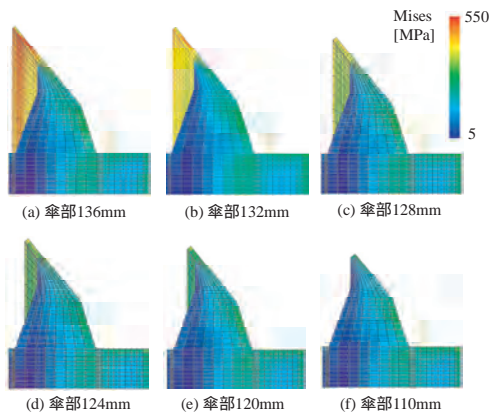 Mises
[MPa]
550
5
(a) 傘部136mm
(b) 傘部132mm
(c) 傘部128mm
(d) 傘部124mm
(e) 傘部120mm
(f) 傘部110mm